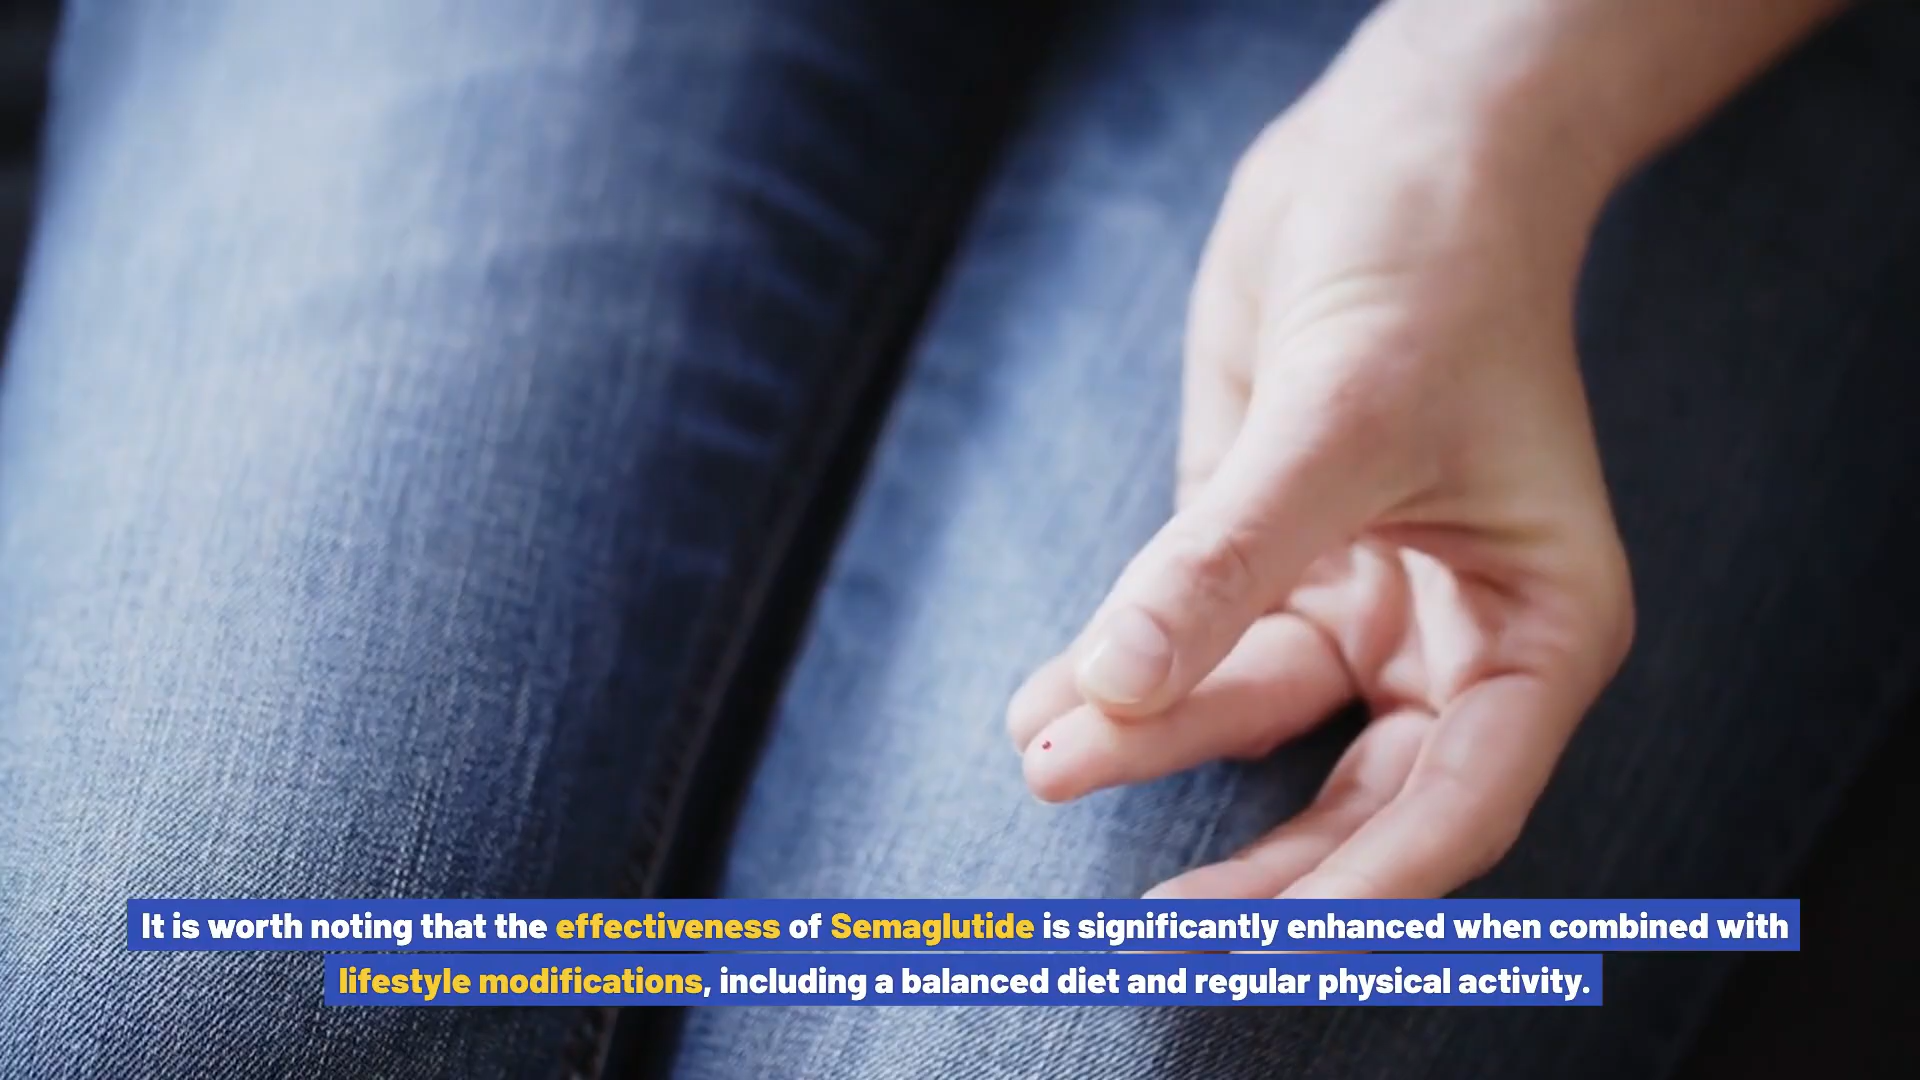 It is worth noting that the effectiveness of Semaglutide is significantly enhanced when combined with
lifestyle modifications, including a balanced diet and regular physical activity.